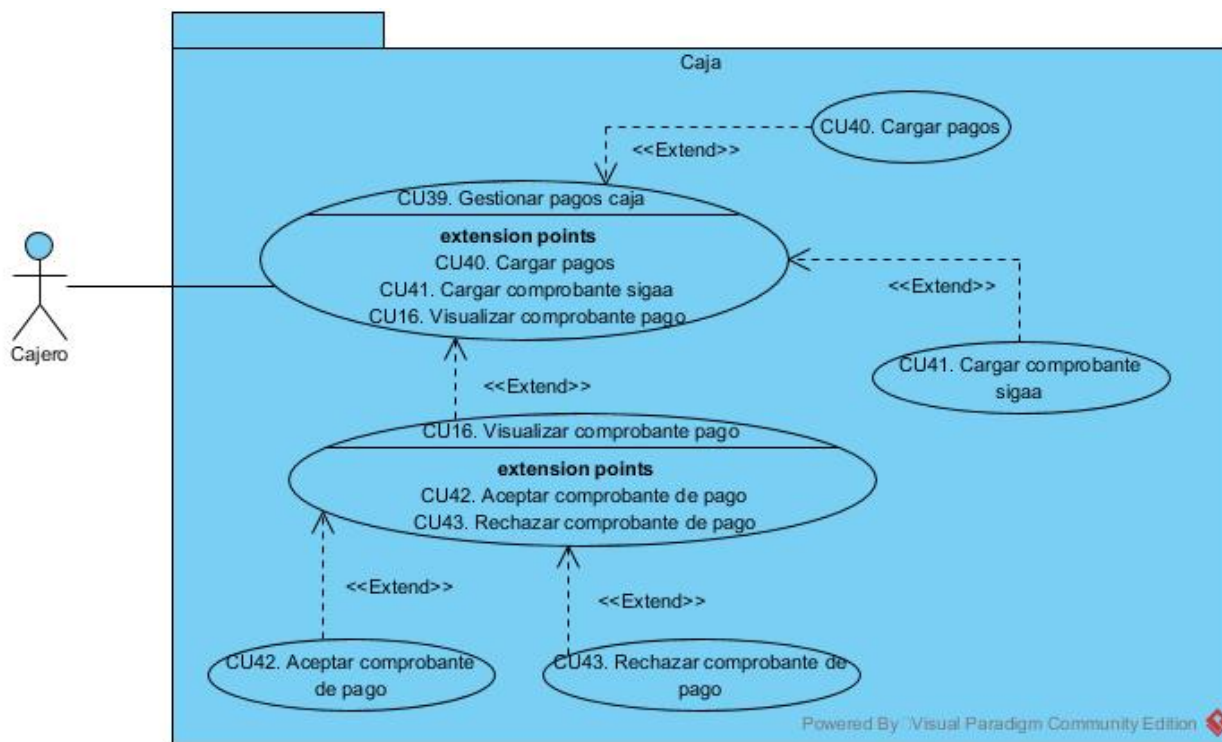 Caja
CU40. Cargar pagos
<<Extend>>
CU39. Gestionar pagos caja
extension points
CU40. Cargar pagos
CU41. Cargar comprobante sigaa
CU16. Visualizar comprobante pago
<<Extend>>
Cajero
CU41. Cargar comprobante
sigaa
<<Extend>>
CU16. Visualizar comprobante pago
extension points
CU42. Aceptar comprobante de pago
CU43. Rechazar comprobante de pago
<<Extend>>
<<Extend>>
CU42. Aceptar comprobante
de pago
CU43. Rechazar comprobante de
pago
Powered By Visual Paradigm Community Edition